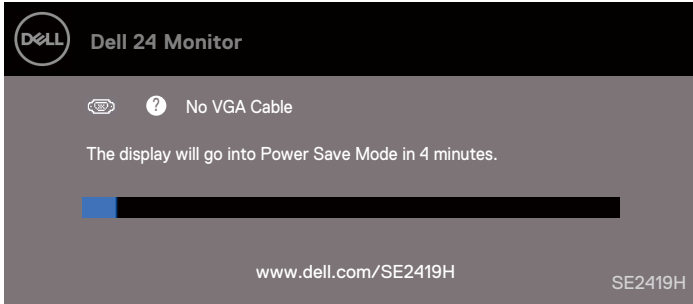 DELL
Dell 24 Monitor
? No VGA Cable
The display will go into Power Save Mode in 4 minutes.
www.dell.com/SE2419H
SE2419H